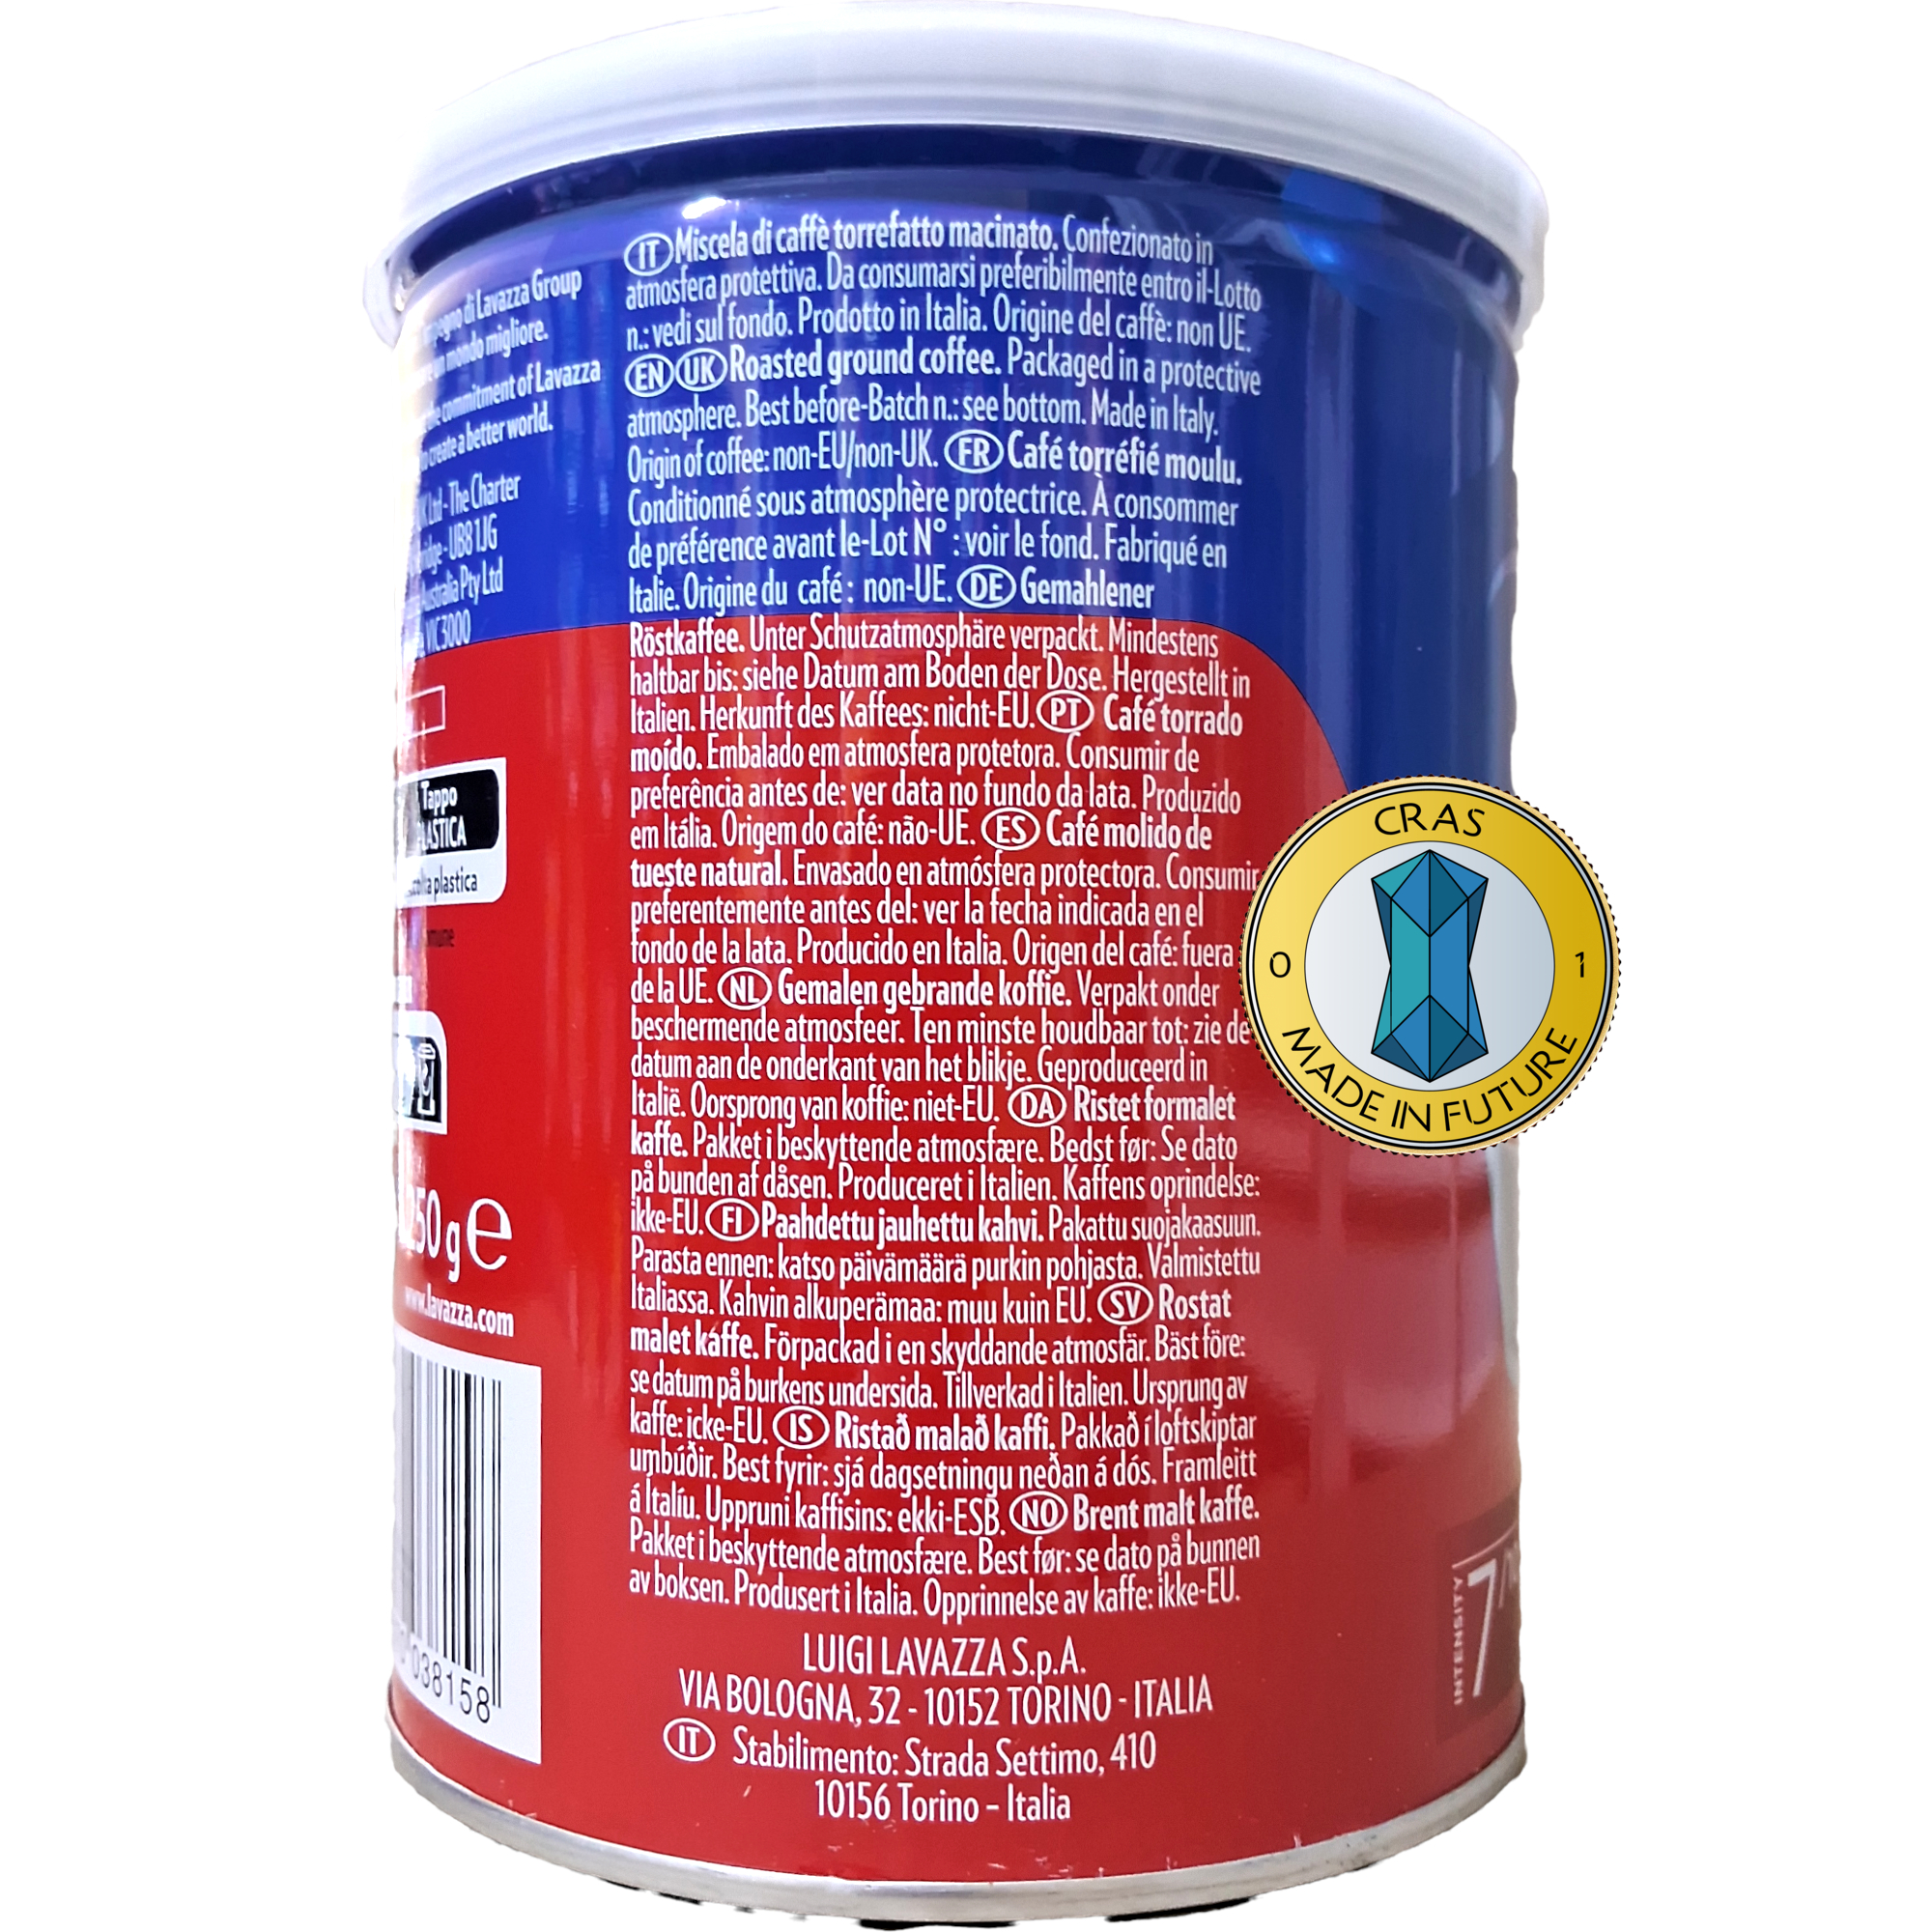 di Lavazza Group
un mondo migliore.
the commitment of Lavazza
to create a better world.
Ltd - The Charter
- UB8 1JG
Australia Pty Ltd
VIC 3000
Tappo
PLASTICA
plastica
250 g e
www.lavazza.com
038158
IT Miscela di caffè torrefatto macinato. Confezionato in
atmosfera protettiva. Da consumarsi preferibilmente entro il-Lotto
n.: vedi sul fondo. Prodotto in Italia. Origine del caffè: non UE.
EN UK Roasted ground coffee. Packaged in a protective
atmosphere. Best before-Batch n.: see bottom. Made in Italy.
Origin of coffee: non-EU/non-UK. FR Café torréfié moulu.
Conditionné sous atmosphère protectrice. À consommer
de préférence avant le-Lot N° : voir le fond. Fabriqué en
Italie. Origine du café : non-UE. DE Gemahlener
Röstkaffee. Unter Schutzatmosphäre verpackt. Mindestens
haltbar bis: siehe Datum am Boden der Dose. Hergestellt in
Italien. Herkunft des Kaffees: nicht-EU. PT Café torrado
moído. Embalado em atmosfera protetora. Consumir de
preferência antes de: ver data no fundo da lata. Produzido
em Itália. Origem do café: não-UE. ES Café molido de
tueste natural. Envasado en atmósfera protectora. Consumir
preferentemente antes del: ver la fecha indicada en el
fondo de la lata. Producido en Italia. Origen del café: fuera
de la UE. NL Gemalen gebrande koffie. Verpakt onder
beschermende atmosfeer. Ten minste houdbaar tot: zie de
datum aan de onderkant van het blikje. Geproduceerd in
Italië. Oorsprong van koffie: niet-EU. DA Ristet formalet
kaffe. Pakket i beskyttende atmosfære. Bedst før: Se dato
på bunden af dåsen. Produceret i Italien. Kaffens oprindelse:
ikke-EU. FI Paahdettu jauhettu kahvi. Pakattu suojakaasuun.
Parasta ennen: katso päivämäärä purkin pohjasta. Valmistettu
Italiassa. Kahvin alkuperämaa: muu kuin EU. SV Rostat
malet kaffe. Förpackad i en skyddande atmosfär. Bäst före:
se datum på burkens undersida. Tillverkad i Italien. Ursprung av
kaffe: icke-EU. IS Ristað malað kaffi. Pakkað í loftskiptar
umbúðir. Best fyrir: sjá dagsetningu neðan á dós. Framleitt
á Ítalíu. Uppruni kaffisins: ekki-ESB. NO Brent malt kaffe.
Pakket i beskyttende atmosfære. Best før: se dato på bunnen
av boksen. Produsert i Italia. Opprinnelse av kaffe: ikke-EU.
LUIGI LAVAZZA S.p.A.
VIA BOLOGNA, 32 - 10152 TORINO - ITALIA
IT Stabilimento: Strada Settimo, 410
10156 Torino - Italia
CRAS
0 1
MADE IN FUTURE
INTENSITY
7